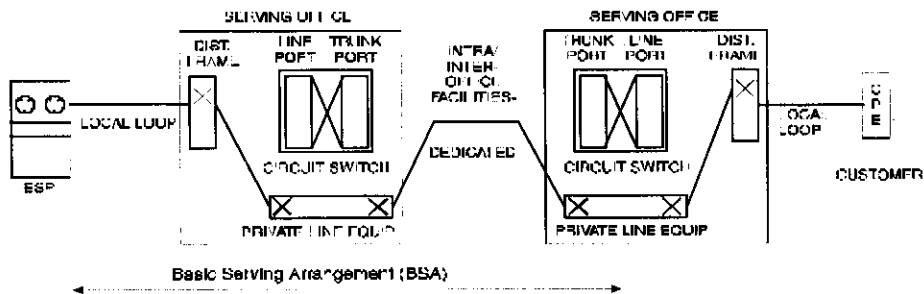 SERVING OFFICE
SERVING OFFICE
DIST. FRAME
LINE PORT
TRUNK PORT
INTRA/
INTER-
OFFICE
FACILITIES-
TRUNK PORT
LINE PORT
DIST. FRAME
LOCAL LOOP
LOCAL
LOOP
CPE
CIRCUIT SWITCH
DEDICATED
CIRCUIT SWITCH
ESP
CUSTOMER
PRIVATE LINE EQUIP
PRIVATE LINE EQUIP
Basic Serving Arrangement (BSA)